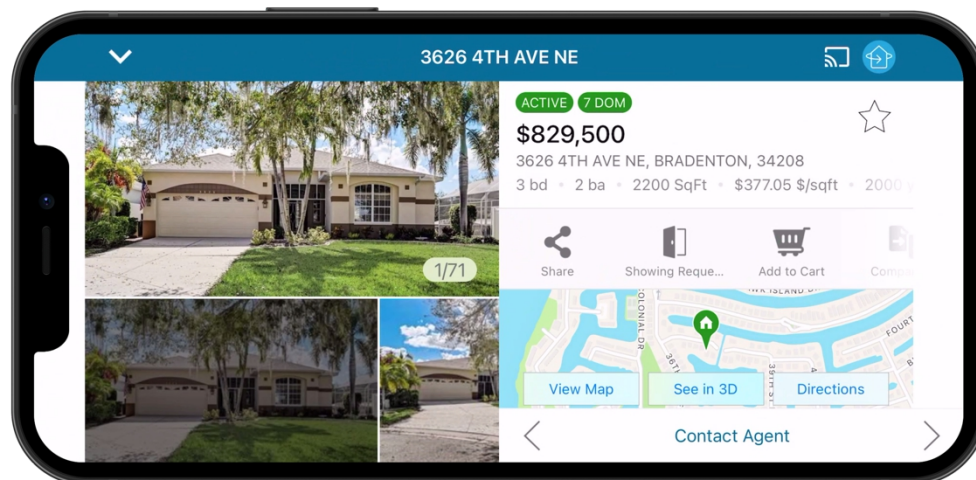 3626 4TH AVE NE
1/71
ACTIVE 7 DOM
$829,500
3626 4TH AVE NE, BRADENTON, 34208
3 bd • 2 ba • 2200 SqFt • $377.05 $/sqft • 2000
Share
Showing Reque...
Add to Cart
COLONIAL DR
View Map
See in 3D
Directions
Contact Agent